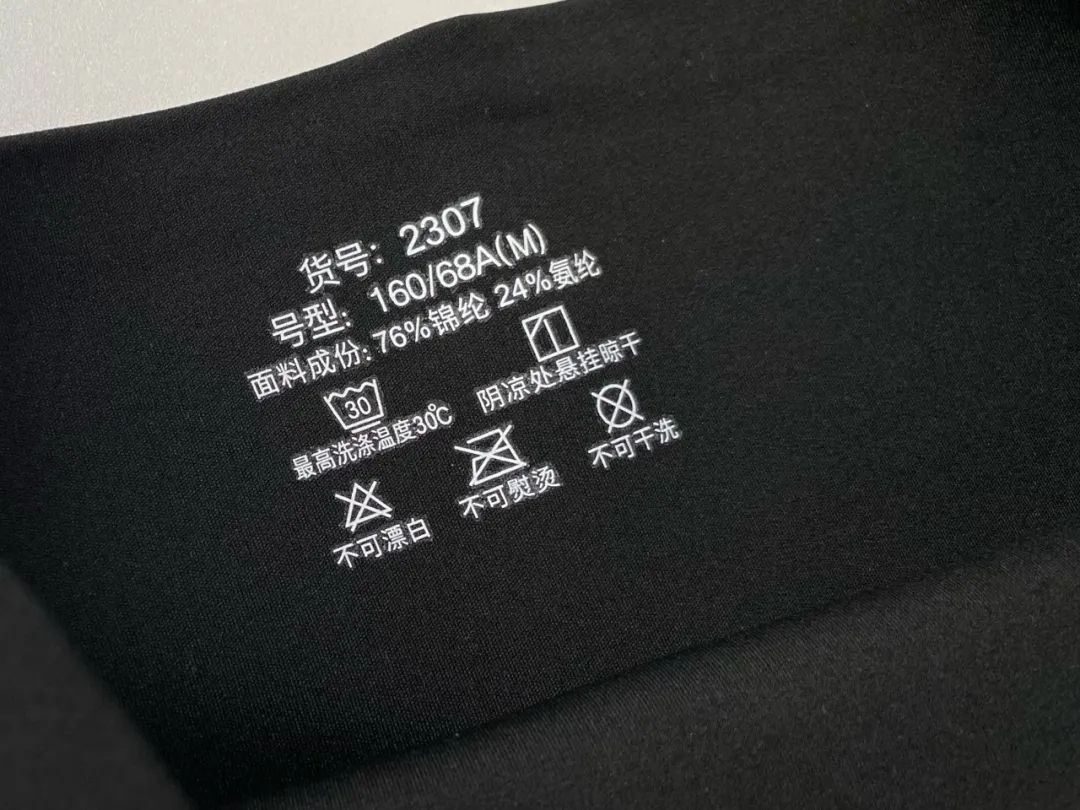 货号: 2307
号型: 160/68A(M)
面料成份: 76%锦纶 24%氨纶
30
最高洗涤温度30℃ 阴凉处悬挂晾干
不可漂白 不可熨烫 不可干洗